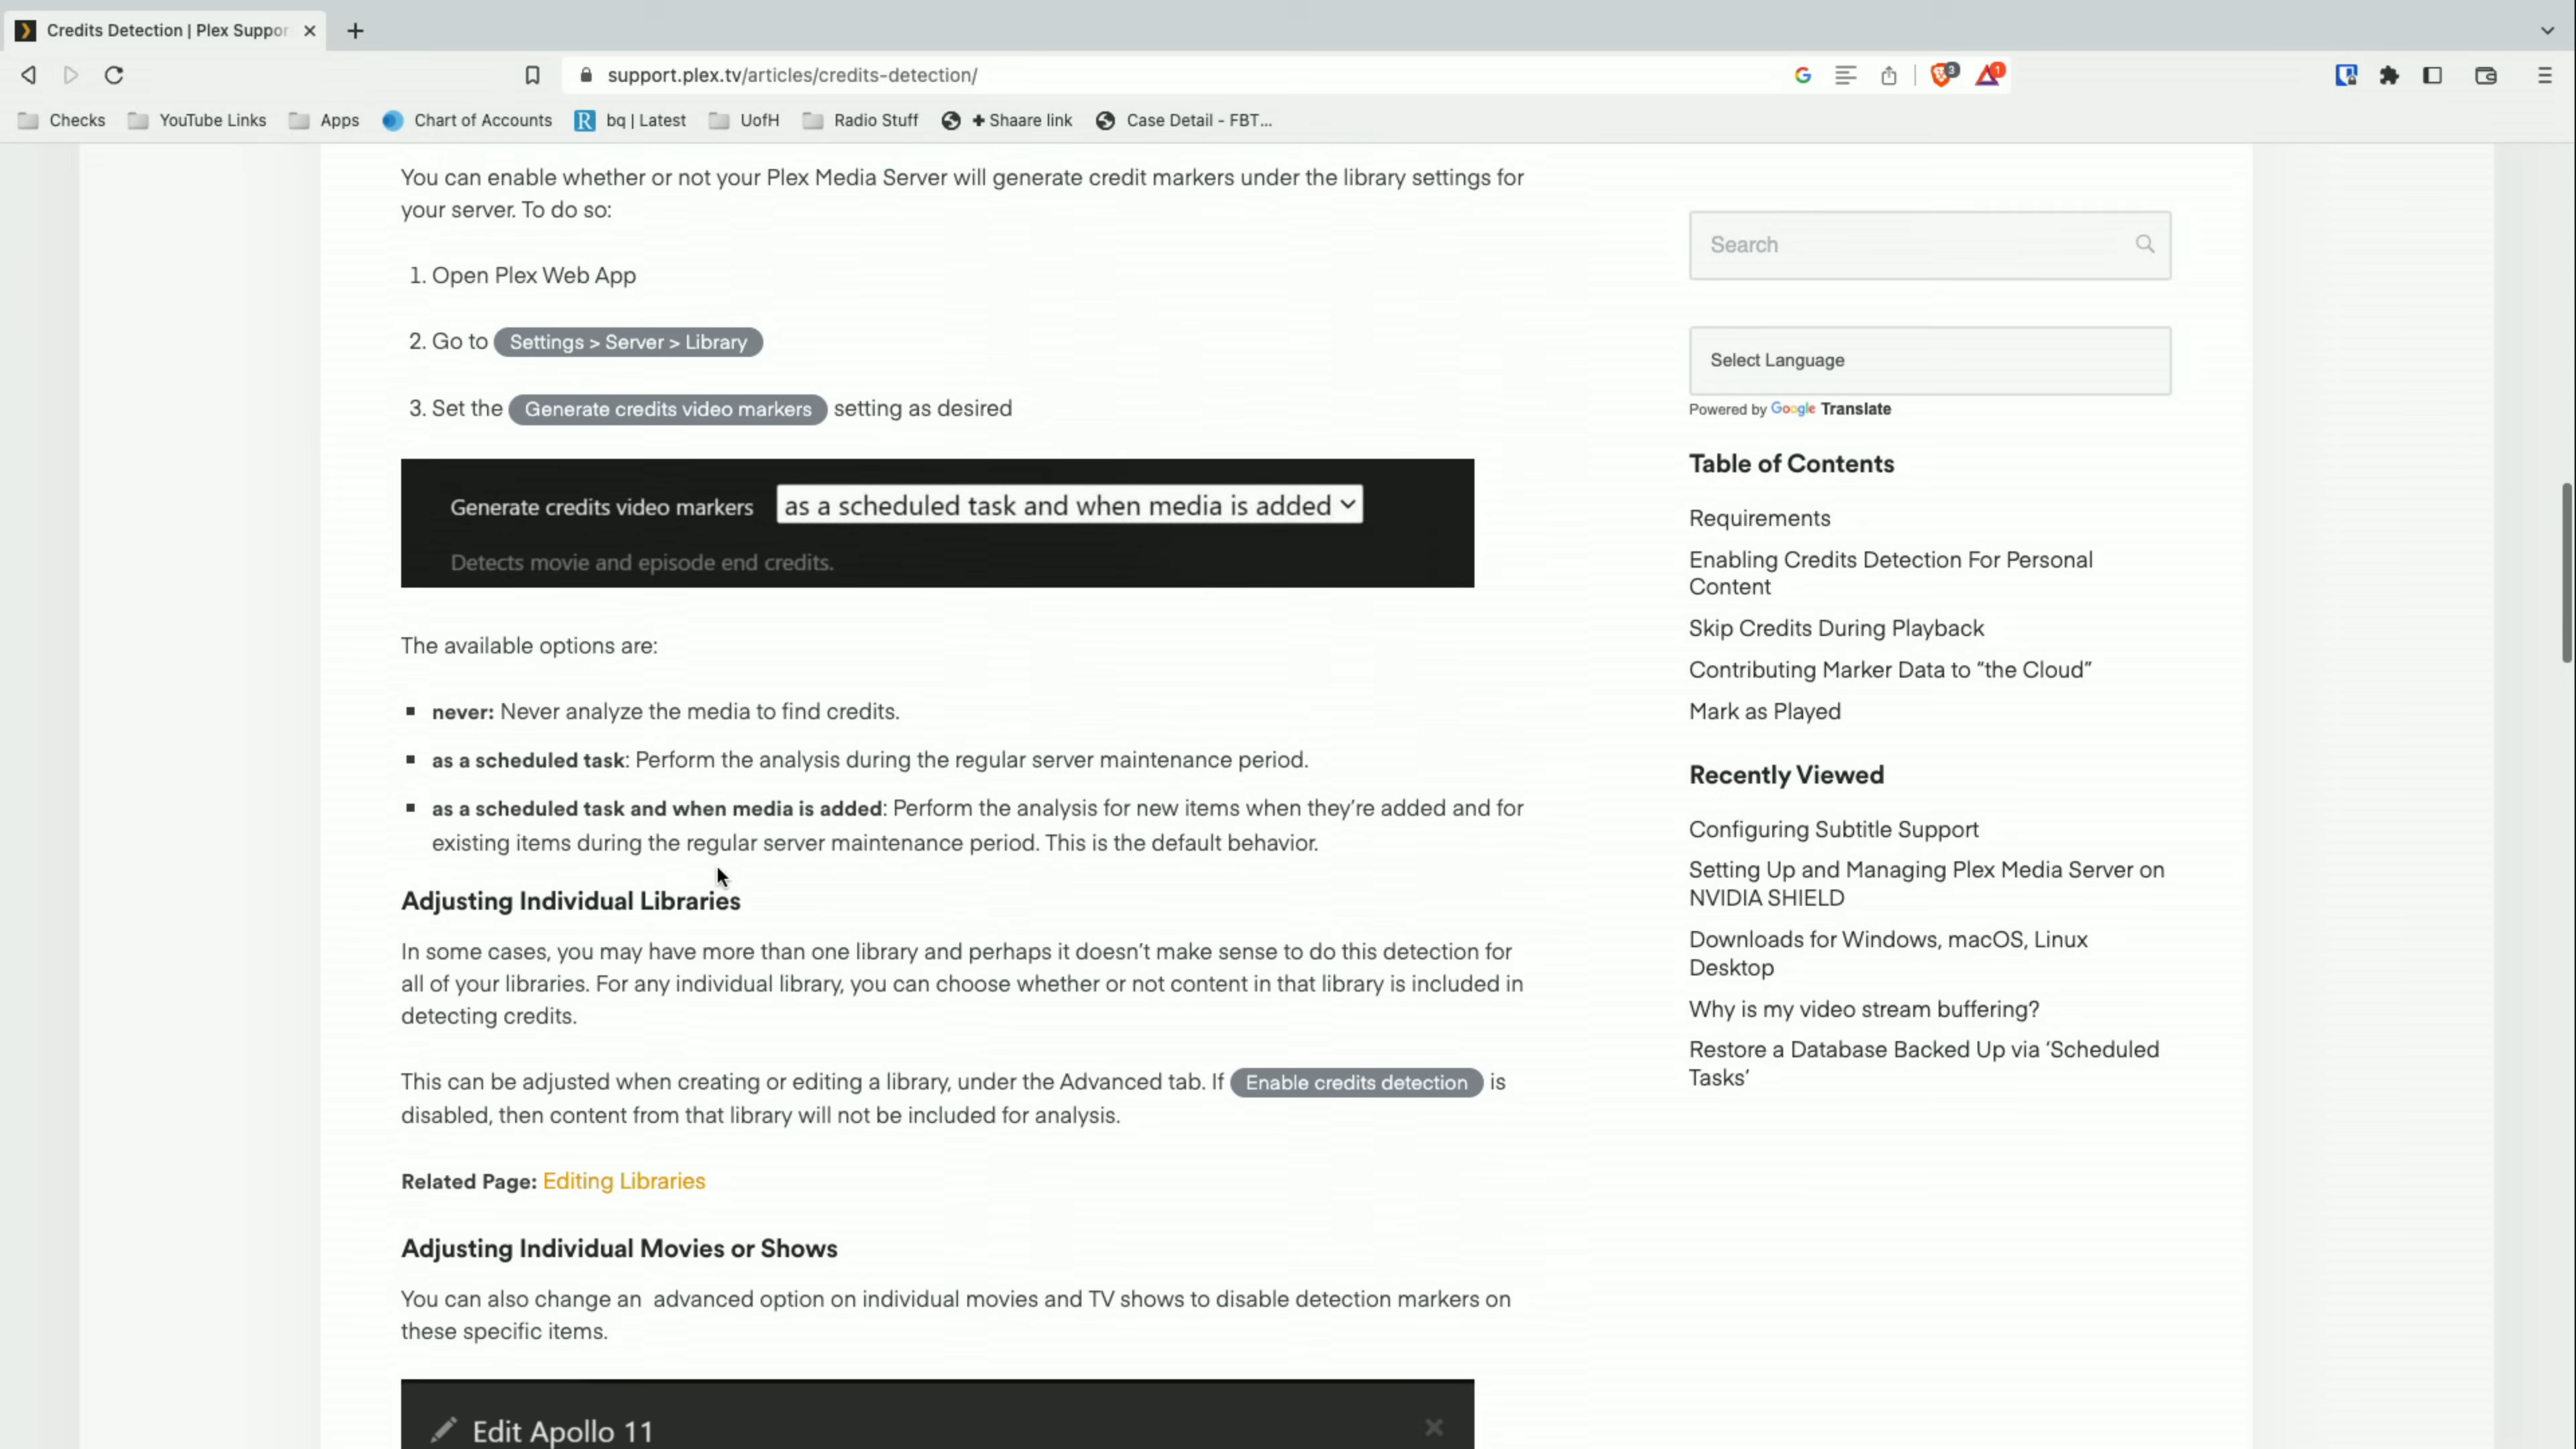 Credits Detection | Plex Suppor
support.plex.tv/articles/credits-detection/
3
1
Checks
YouTube Links
Apps
Chart of Accounts
R bq | Latest
UofH
Radio Stuff
+ Shaare link
Case Detail - FBT...
You can enable whether or not your Plex Media Server will generate credit markers under the library settings for
your server. To do so:
1. Open Plex Web App
2. Go to Settings > Server > Library
3. Set the Generate credits video markers setting as desired
Generate credits video markers as a scheduled task and when media is added
Detects movie and episode end credits.
The available options are:
never: Never analyze the media to find credits.
as a scheduled task: Perform the analysis during the regular server maintenance period.
as a scheduled task and when media is added: Perform the analysis for new items when they’re added and for
existing items during the regular server maintenance period. This is the default behavior.
Adjusting Individual Libraries
In some cases, you may have more than one library and perhaps it doesn’t make sense to do this detection for
all of your libraries. For any individual library, you can choose whether or not content in that library is included in
detecting credits.
This can be adjusted when creating or editing a library, under the Advanced tab. If Enable credits detection is
disabled, then content from that library will not be included for analysis.
Related Page: Editing Libraries
Adjusting Individual Movies or Shows
You can also change an advanced option on individual movies and TV shows to disable detection markers on
these specific items.
Edit Apollo 11
Search
Select Language
Powered by Google Translate
Table of Contents
Requirements
Enabling Credits Detection For Personal
Content
Skip Credits During Playback
Contributing Marker Data to “the Cloud”
Mark as Played
Recently Viewed
Configuring Subtitle Support
Setting Up and Managing Plex Media Server on
NVIDIA SHIELD
Downloads for Windows, macOS, Linux
Desktop
Why is my video stream buffering?
Restore a Database Backed Up via ‘Scheduled
Tasks’